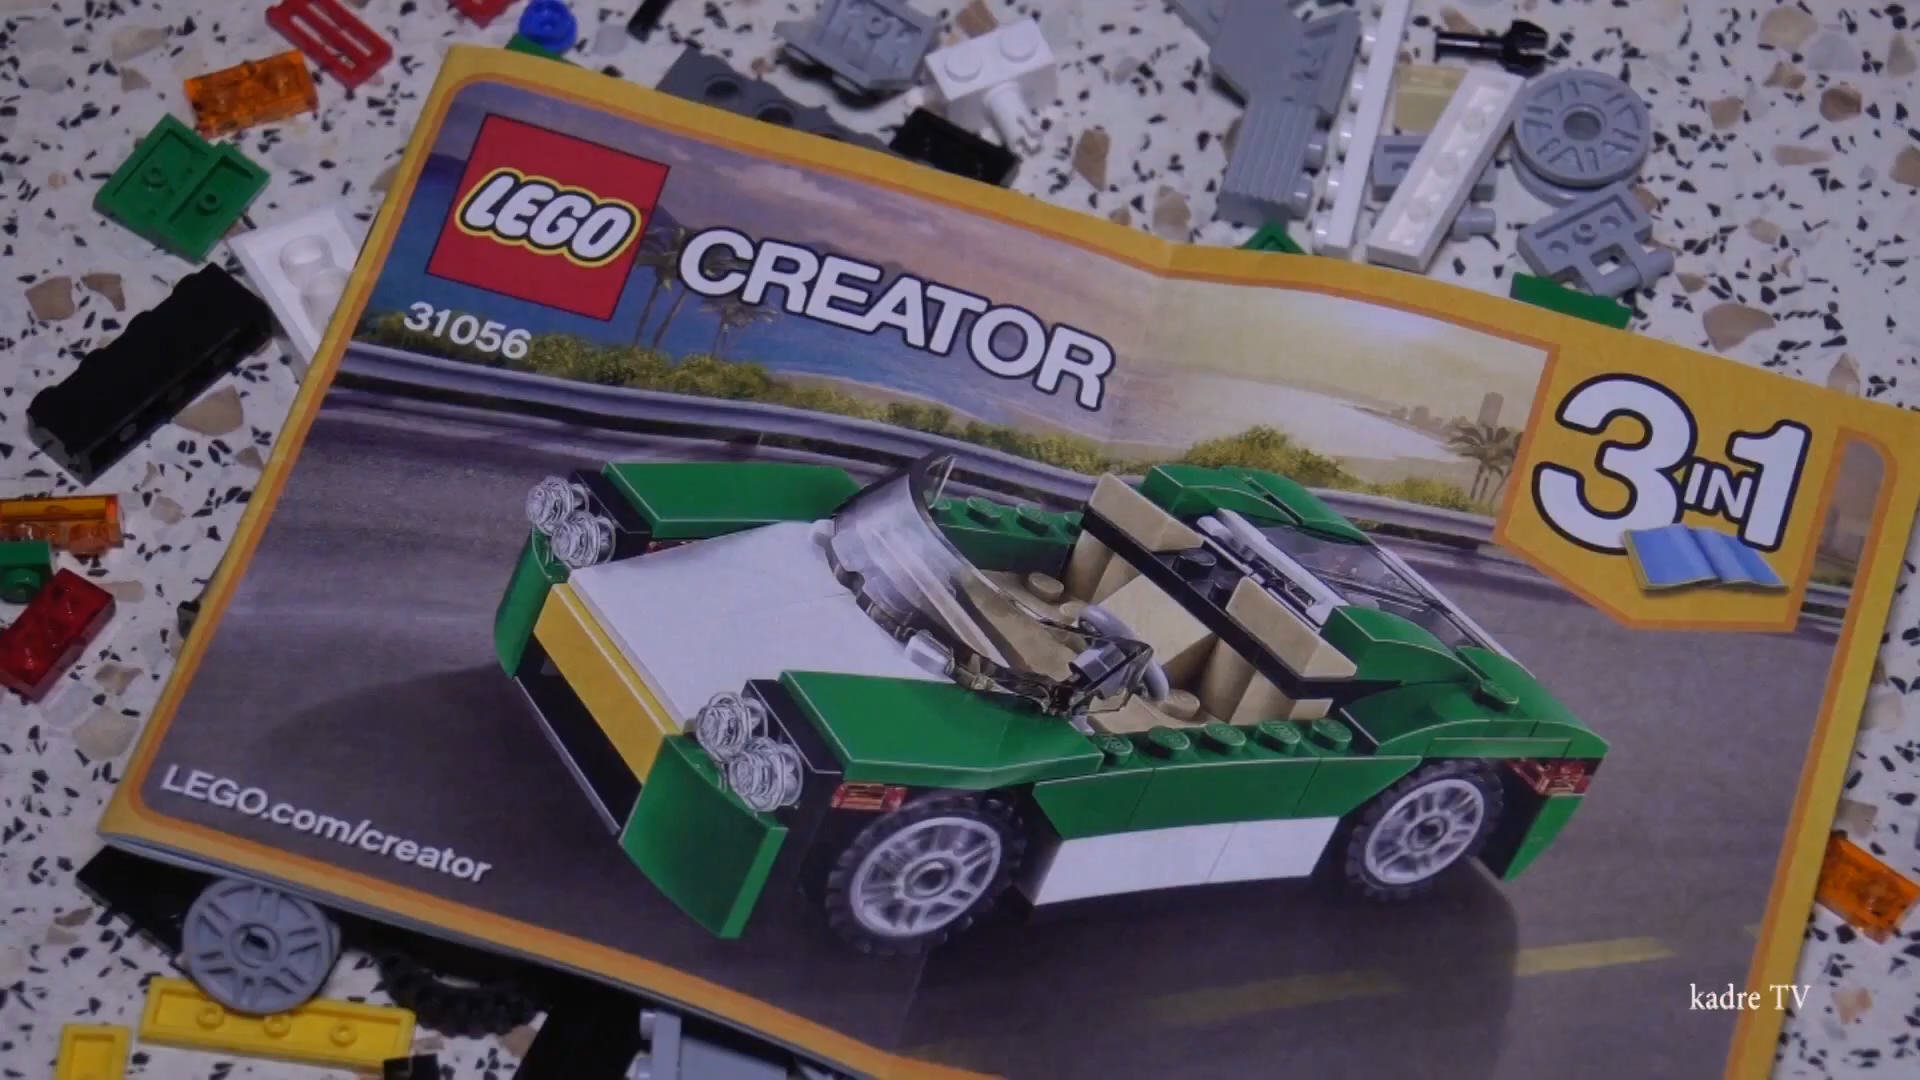 LEGO
CREATOR
31056
3 IN 1
LEGO.com/creator
kadre TV